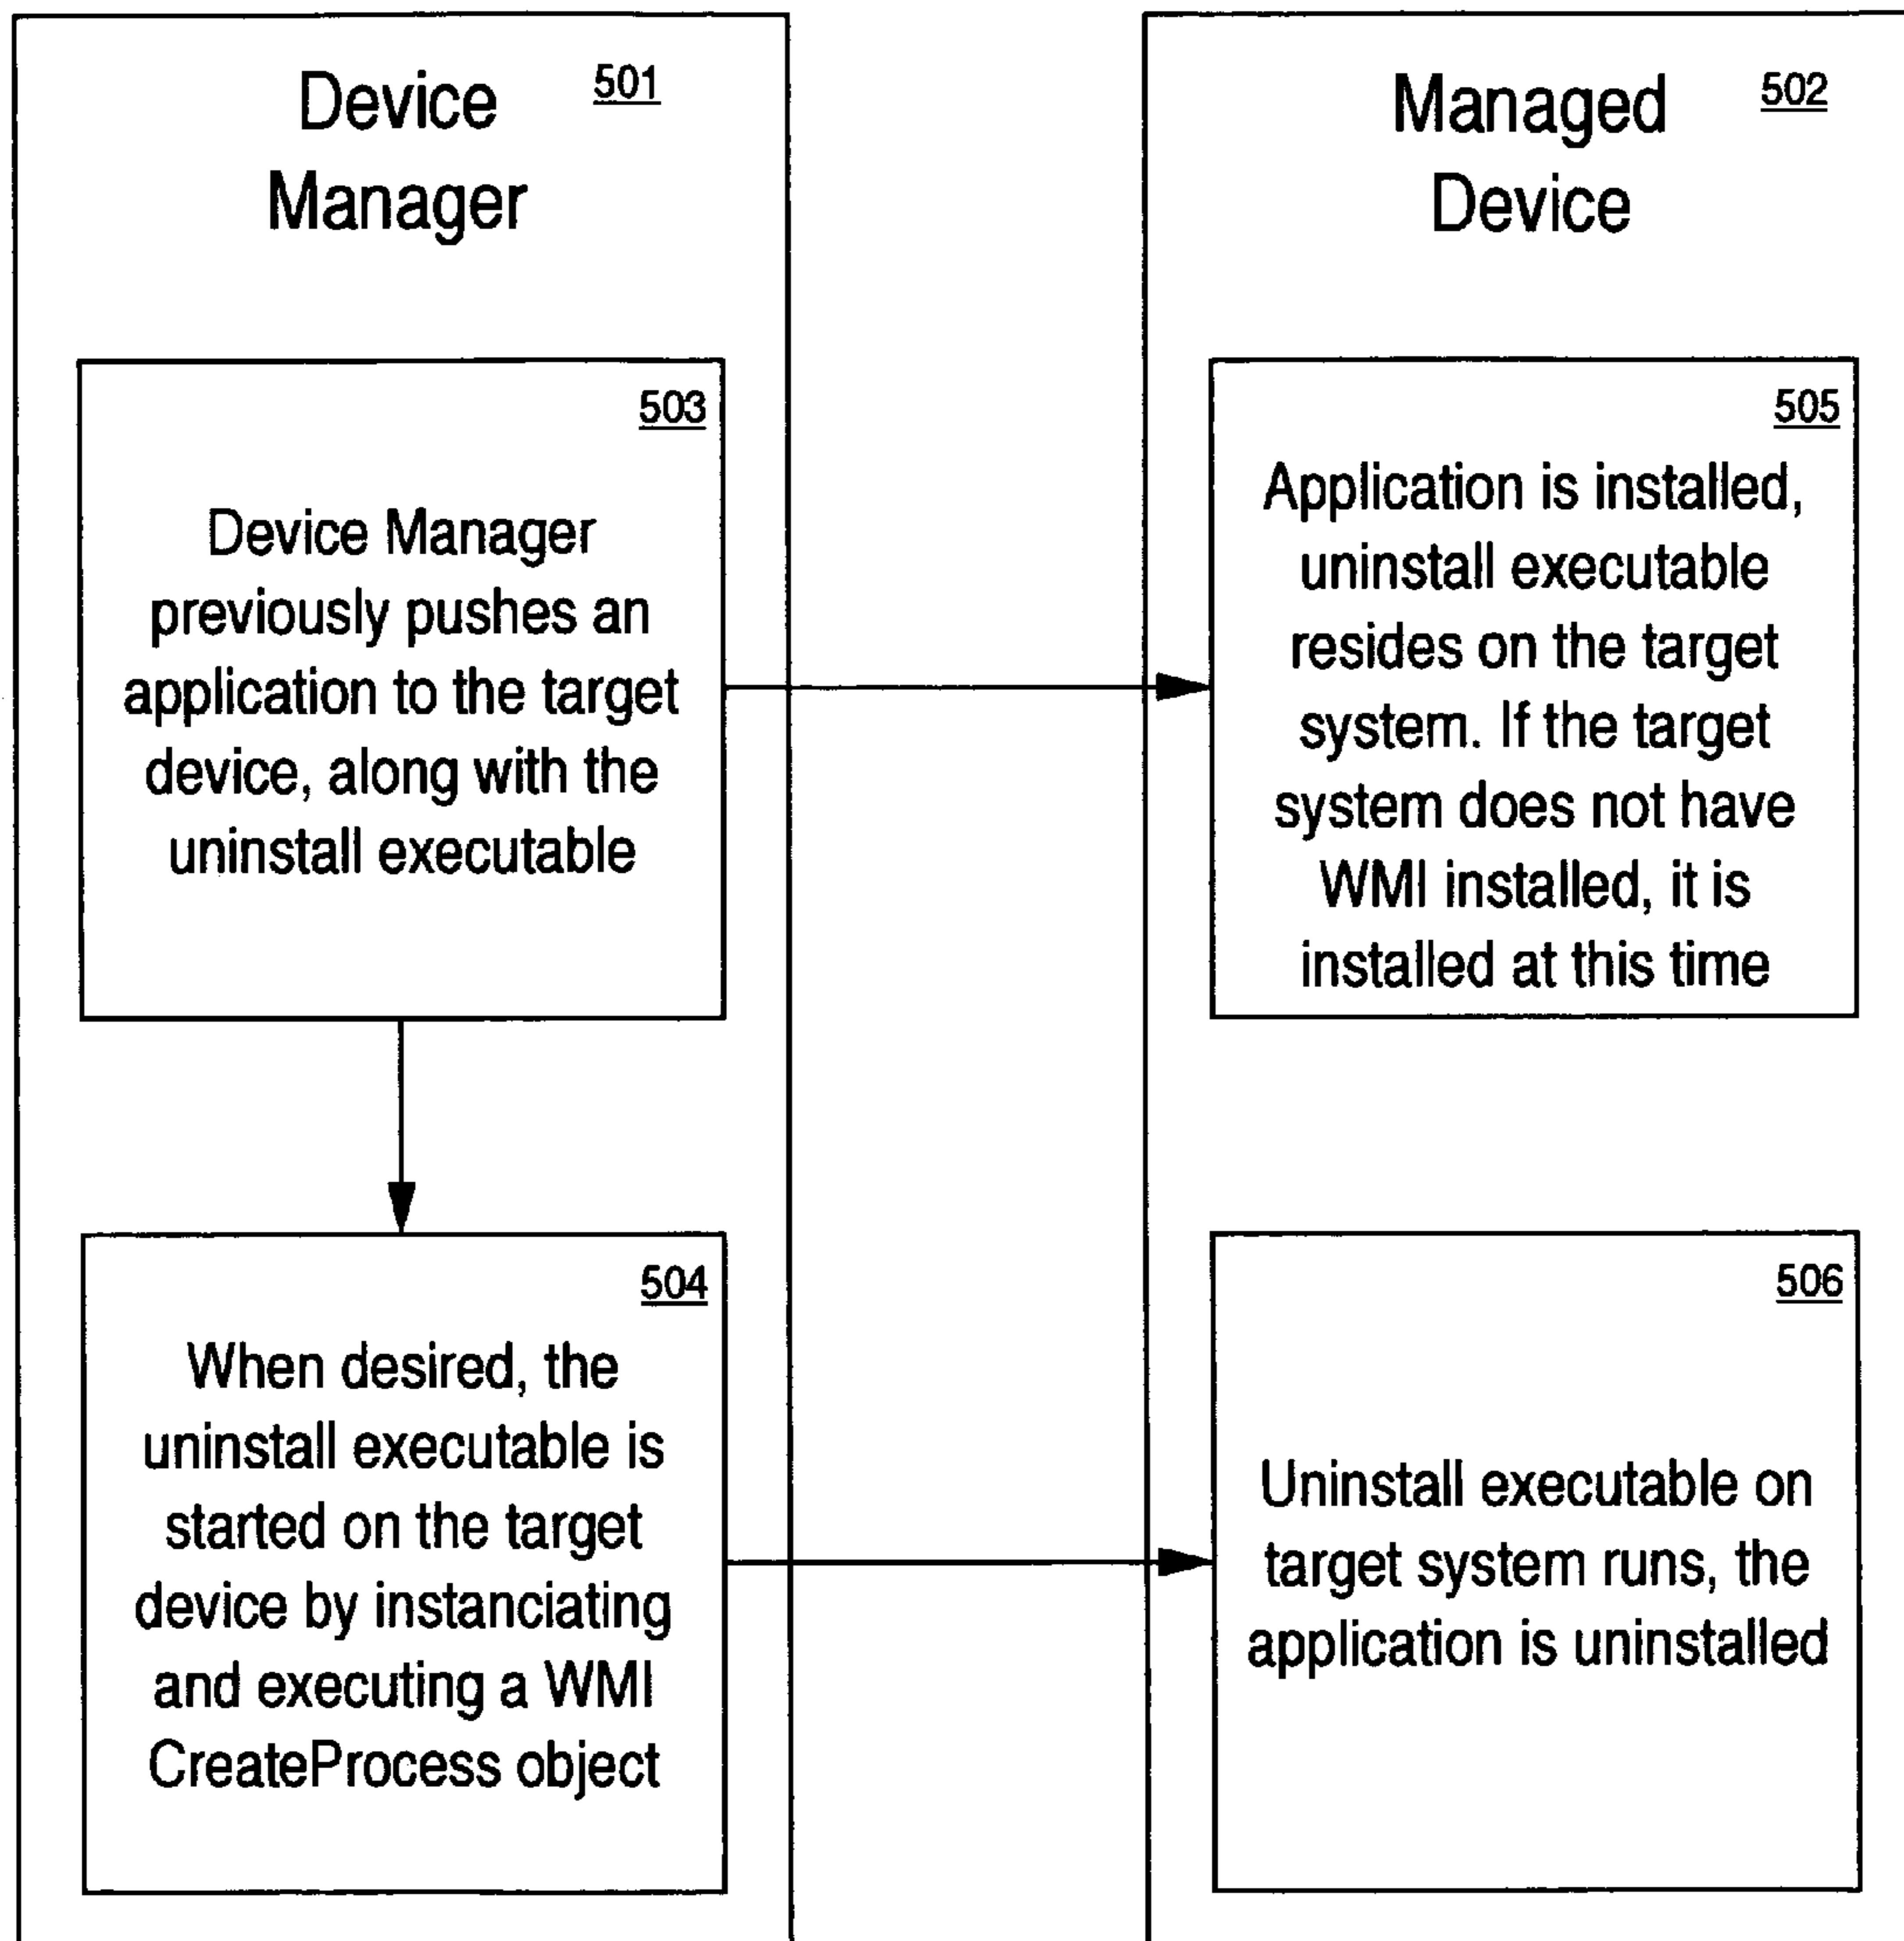 Device 501
Manager
503
Device Manager
previously pushes an
application to the target
device, along with the
uninstall executable
504
When desired, the
uninstall executable is
started on the target
device by instanciating
and executing a WMI
CreateProcess object
Managed 502
Device
505
Application is installed,
uninstall executable
resides on the target
system. If the target
system does not have
WMI installed, it is
installed at this time
506
Uninstall executable on
target system runs, the
application is uninstalled